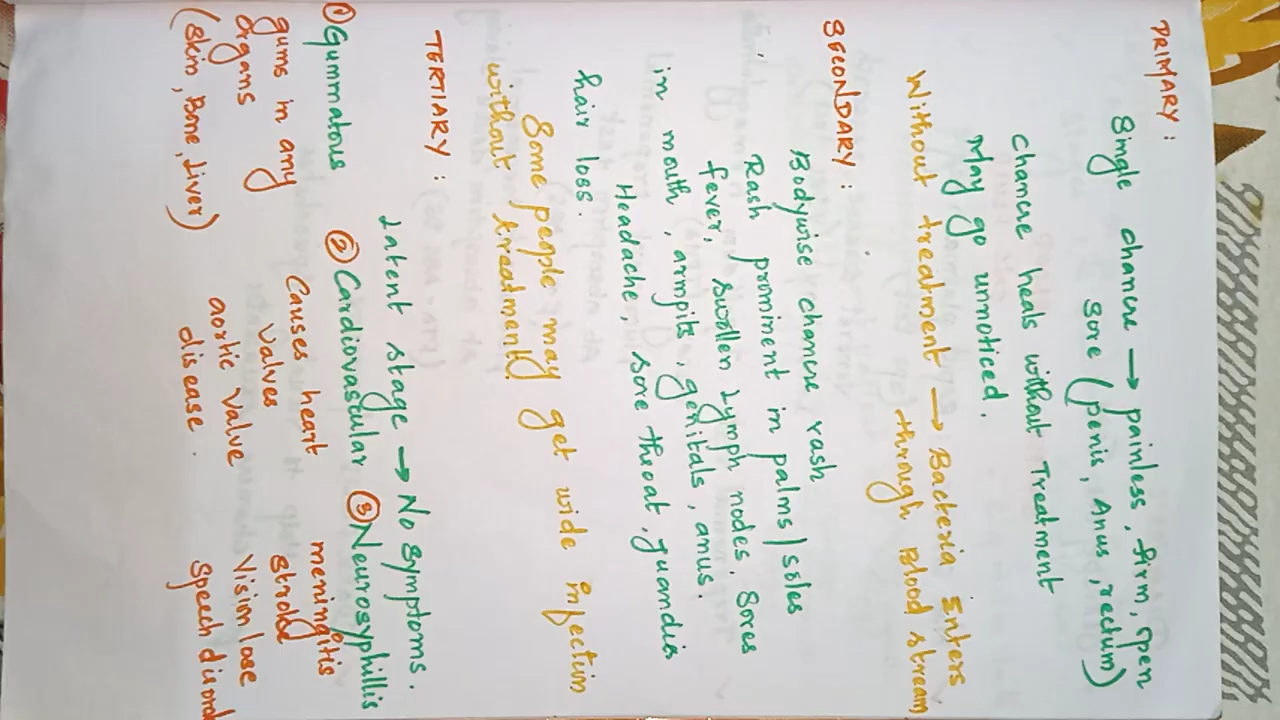 PRIMARY:
Single chancre → painless, firm, open
sore (penis, Anus, rectum)
chancre heals without Treatment
May go unnoticed.
Without treatment → Bacteria Enters
through Blood stream
SECONDARY:
Bodywise chancre rash
Rash prominent in palms/soles
fever, swollen Lymph nodes, Sores
in mouth, armpits, genitals, anus.
Headache, sore theoat, Juandis
hair loss.
Some people may get wide infection
without treatment!
TERTIARY:
Latent stage → No Symptoms.
① Gummatous
gums in any
organs
(Skin, Bone, Liver)
② Cardiovascular
Causes heart
valves
aortic valve
disease.
③ Neurosyphillis
meningitis
stroke
Vision lose
Speech disord